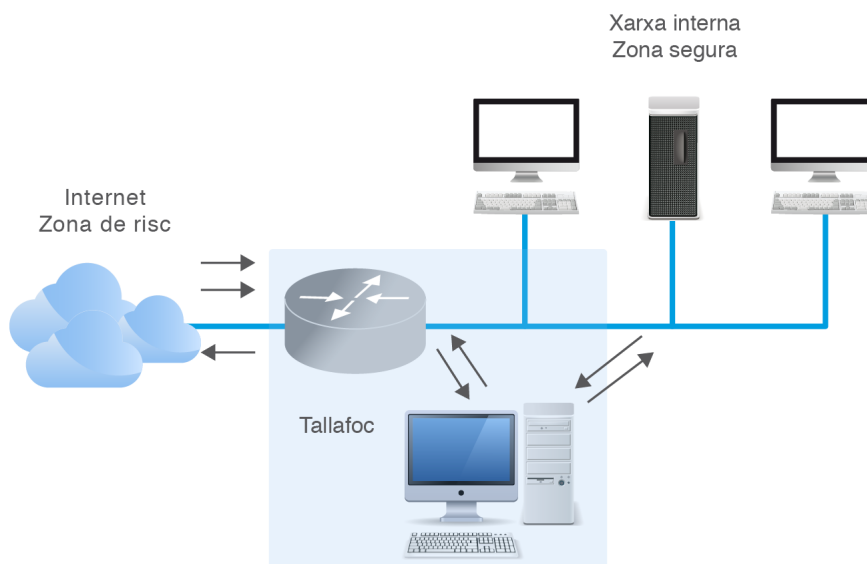 Xarxa interna
Zona segura
Internet
Zona de risc
Tallafoc